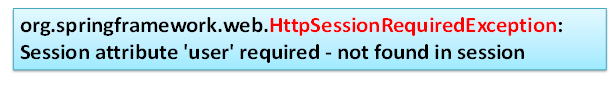 org.springframework.web.HttpSessionRequiredException:
Session attribute 'user' required - not found in session